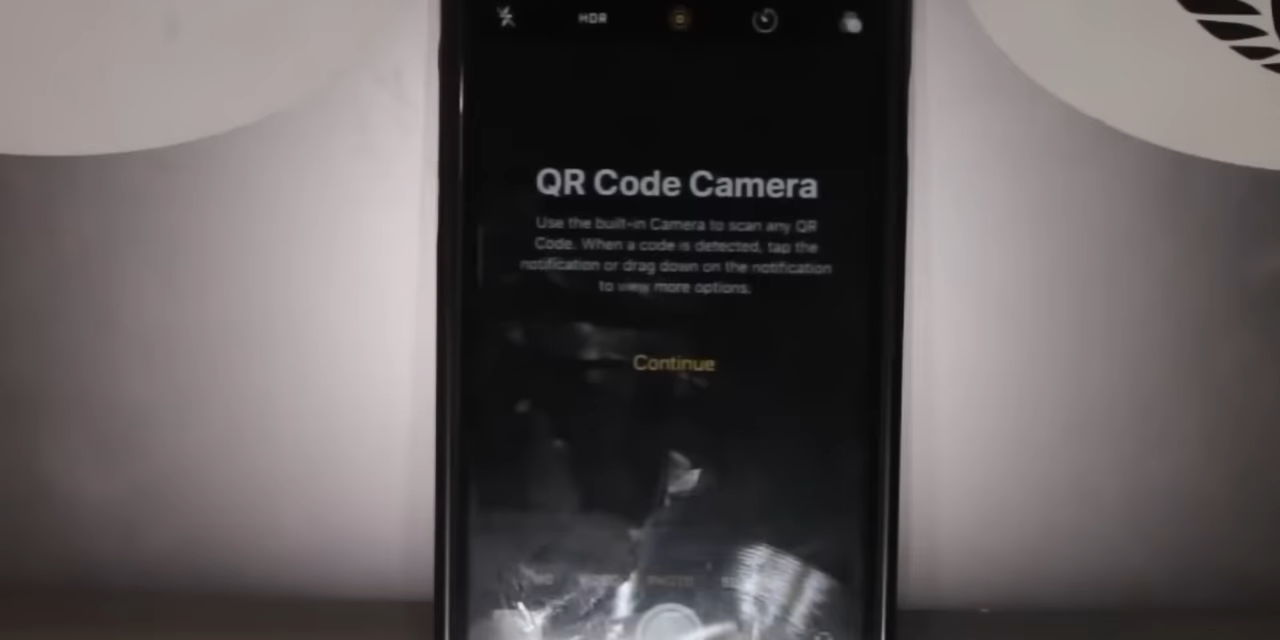 HDR
QR Code Camera
Use the built-in Camera to scan any QR
Code. When a code is detected, tap the
notification or drag down on the notification
to view more options.
Continue
PHOTO